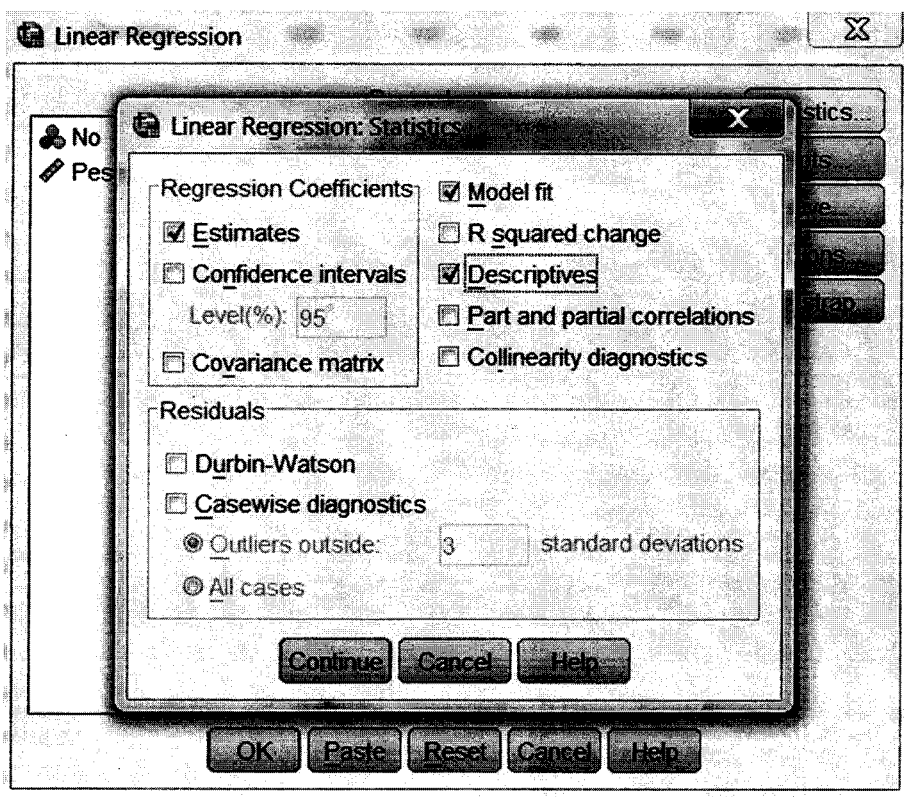 Linear Regression
Linear Regression: Statistics
stics...
No
Pes
Regression Coefficients
Estimates
Confidence intervals
Level(%): 95
Covariance matrix
Model fit
R squared change
Descriptives
Part and partial correlations
Collinearity diagnostics
Residuals
Durbin-Watson
Casewise diagnostics
Outliers outside: 3 standard deviations
All cases
Continue Cancel Help
OK Paste Reset Cancel Help